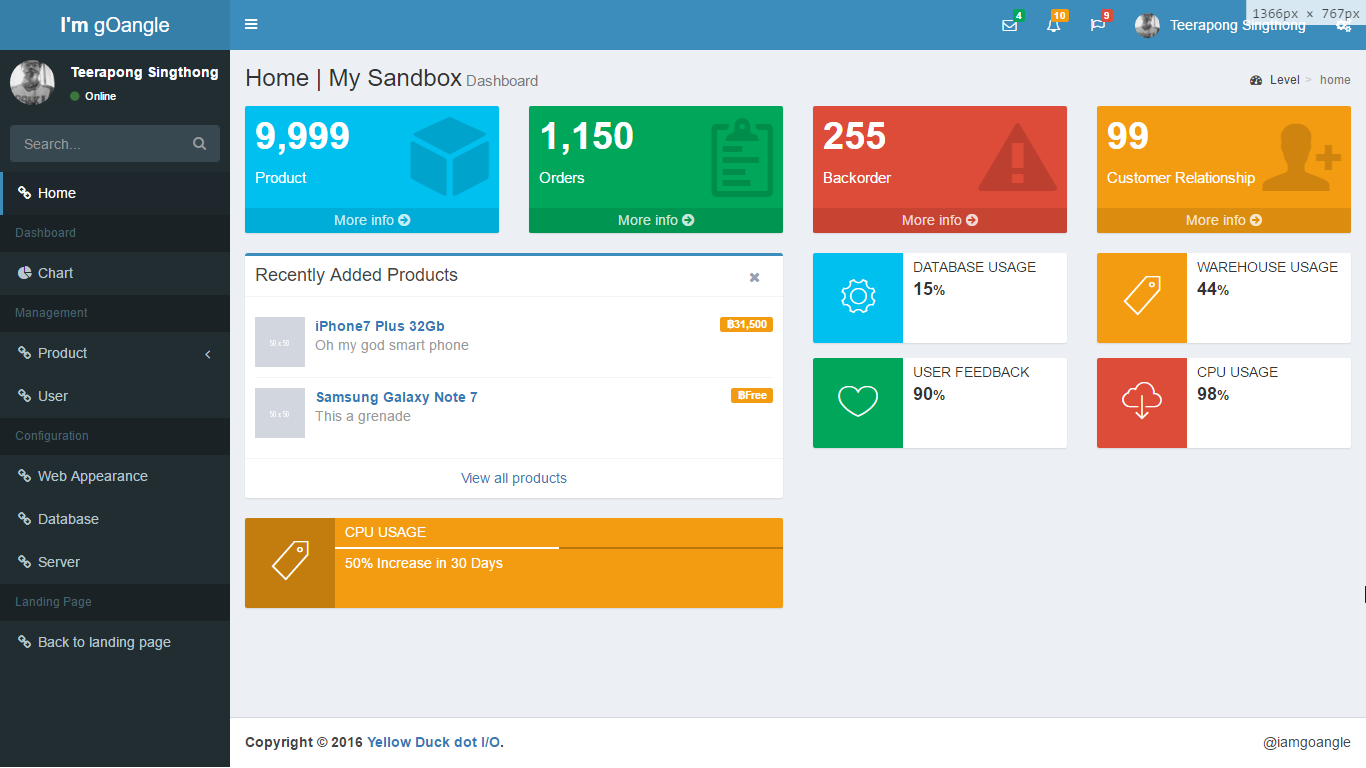 I'm gOangle
4
10
9
Teerapong Singthong
1366px × 767px
Teerapong Singthong
Online
Search...
Home
Dashboard
Chart
Management
Product
User
Configuration
Web Appearance
Database
Server
Landing Page
Back to landing page
Home | My Sandbox Dashboard
Level > home
9,999
Product
More info
1,150
Orders
More info
255
Backorder
More info
99
Customer Relationship
More info
Recently Added Products
50 x 50
iPhone7 Plus 32Gb
฿31,500
Oh my god smart phone
50 x 50
Samsung Galaxy Note 7
฿Free
This a grenade
View all products
CPU USAGE
50% Increase in 30 Days
DATABASE USAGE
15%
WAREHOUSE USAGE
44%
USER FEEDBACK
90%
CPU USAGE
98%
Copyright © 2016 Yellow Duck dot I/O.
@iamgoangle